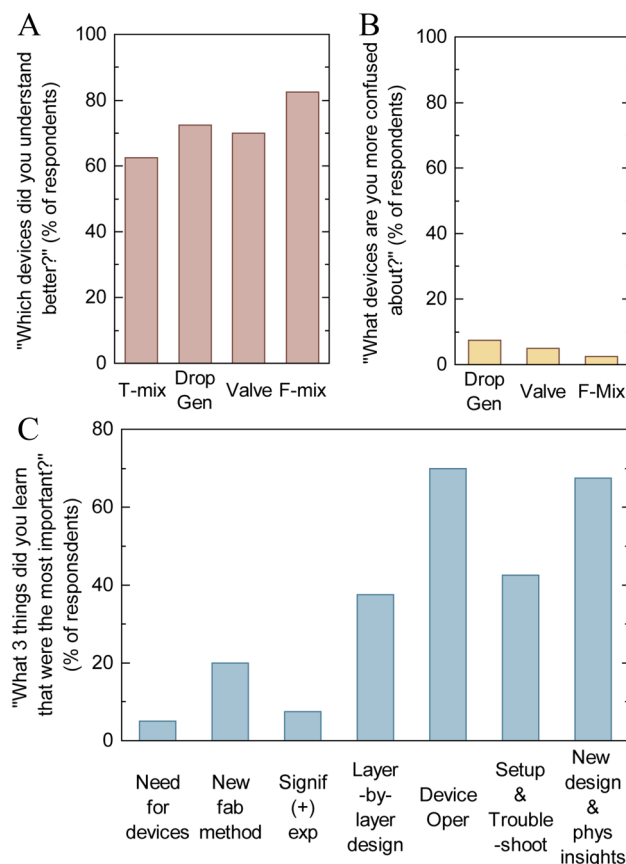 A
"Which devices did you understand
better?" (% of respondents)
100
80
60
40
20
0
T-mix
Drop
Gen
Valve
F-mix
B
"What devices are you more confused
about?" (% of respondents)
100
80
60
40
20
0
Drop
Gen
Valve
F-Mix
C
"What 3 things did you learn
that were the most important?"
(% of responsdents)
80
60
40
20
0
Need
for
devices
New
fab
method
Signif
(+)
exp
Layer
-by-
layer
design
Device
Oper
Setup
&
Trouble
-shoot
New
design
&
phys
insights